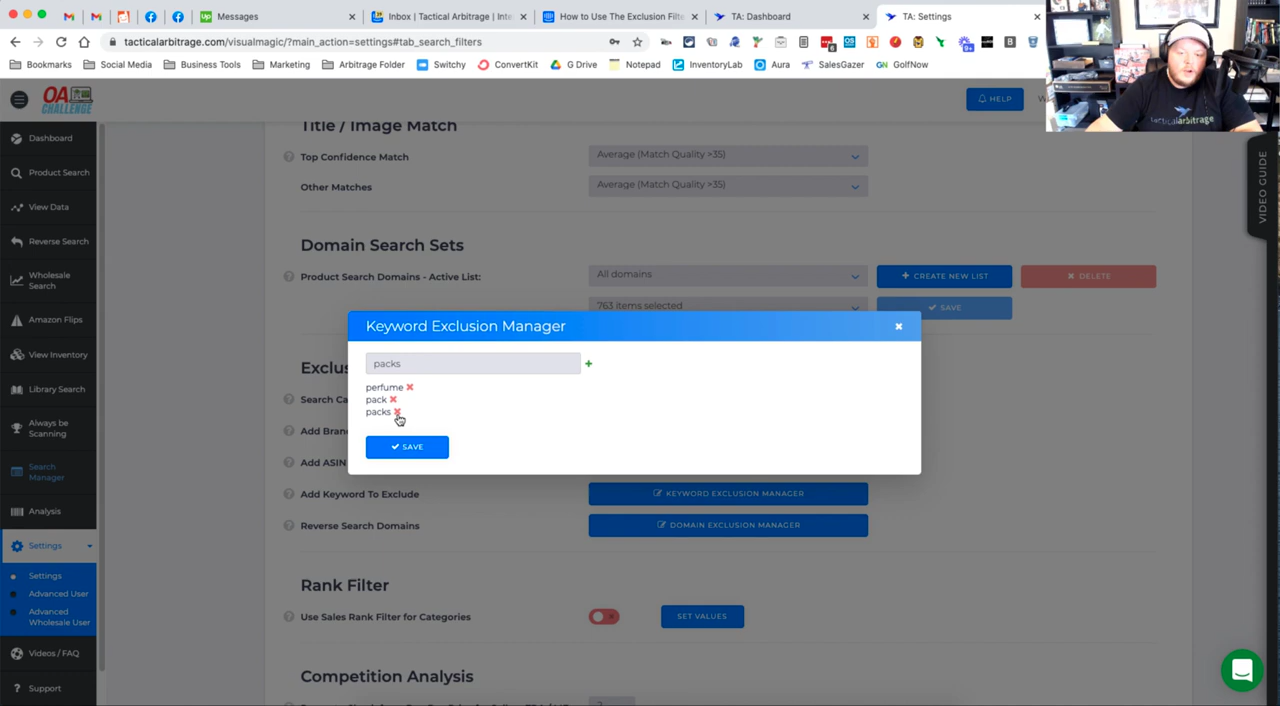 Messages
Inbox | Tactical Arbitrage | Inte
How to Use The Exclusion Filte
TA: Dashboard
TA: Settings
tacticalarbitrage.com/visualmagic/?main_action=settings#tab_search_filters
Bookmarks
Social Media
Business Tools
Marketing
Arbitrage Folder
Switchy
ConvertKit
G Drive
Notepad
InventoryLab
Aura
SalesGazer
GolfNow
OA
CHALLENGE
HELP
tacticalarbitrage
Dashboard
Product Search
View Data
Reverse Search
Wholesale
Search
Amazon Flips
View Inventory
Library Search
Always be
Scanning
Search
Manager
Analysis
Settings
Settings
Advanced User
Advanced
Wholesale User
Videos / FAQ
Support
Title / Image Match
Top Confidence Match
Average (Match Quality >35)
Other Matches
Average (Match Quality >35)
Domain Search Sets
Product Search Domains - Active List:
All domains
CREATE NEW LIST
DELETE
763 items selected
SAVE
Keyword Exclusion Manager
packs
perfume
pack
packs
SAVE
Search Ca
Add Bran
Add ASIN
Add Keyword To Exclude
KEYWORD EXCLUSION MANAGER
Reverse Search Domains
DOMAIN EXCLUSION MANAGER
Rank Filter
Use Sales Rank Filter for Categories
SET VALUES
Competition Analysis
VIDEO GUIDE